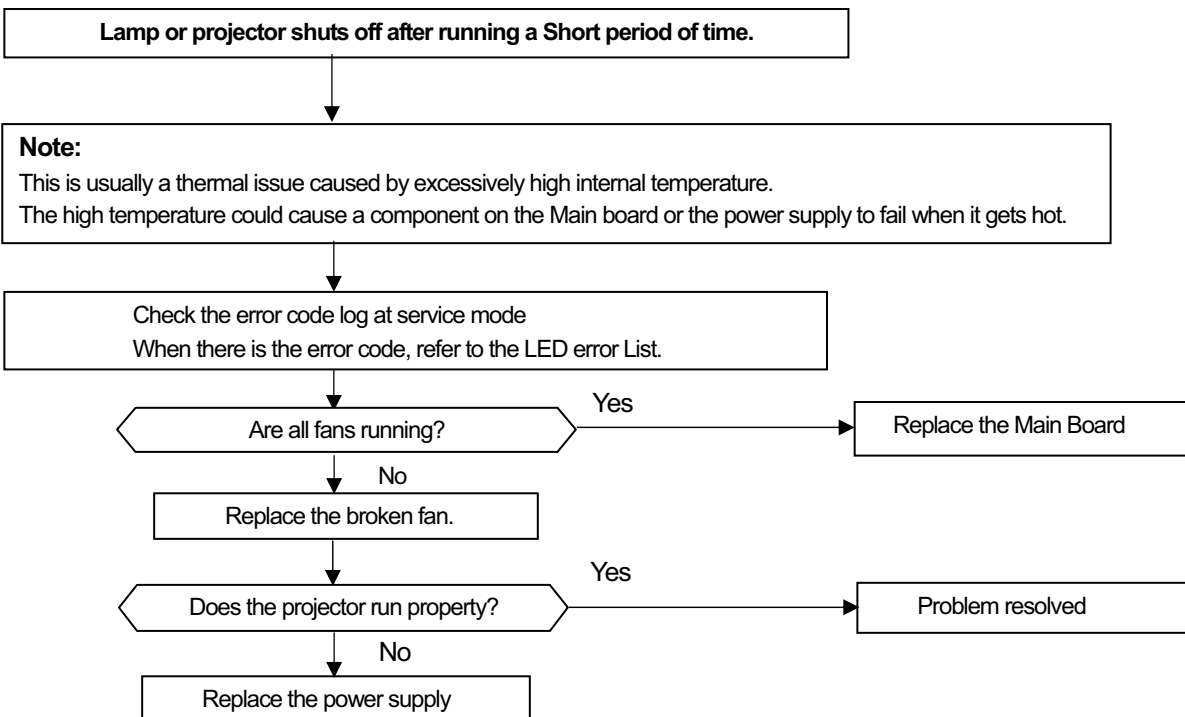 Lamp or projector shuts off after running a Short period of time.
Note:
This is usually a thermal issue caused by excessively high internal temperature.
The high temperature could cause a component on the Main board or the power supply to fail when it gets hot.
Check the error code log at service mode
When there is the error code, refer to the LED error List.
Are all fans running?
Yes
Replace the Main Board
No
Replace the broken fan.
Does the projector run property?
Yes
Problem resolved
No
Replace the power supply